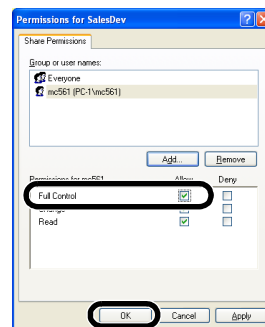 Permissions for SalesDev
Share Permissions
Group or user names:
Everyone
mc561 (PC-1\mc561)
Add... Remove
Permissions for mc561 Allow Deny
Full Control
Change
Read
OK Cancel Apply